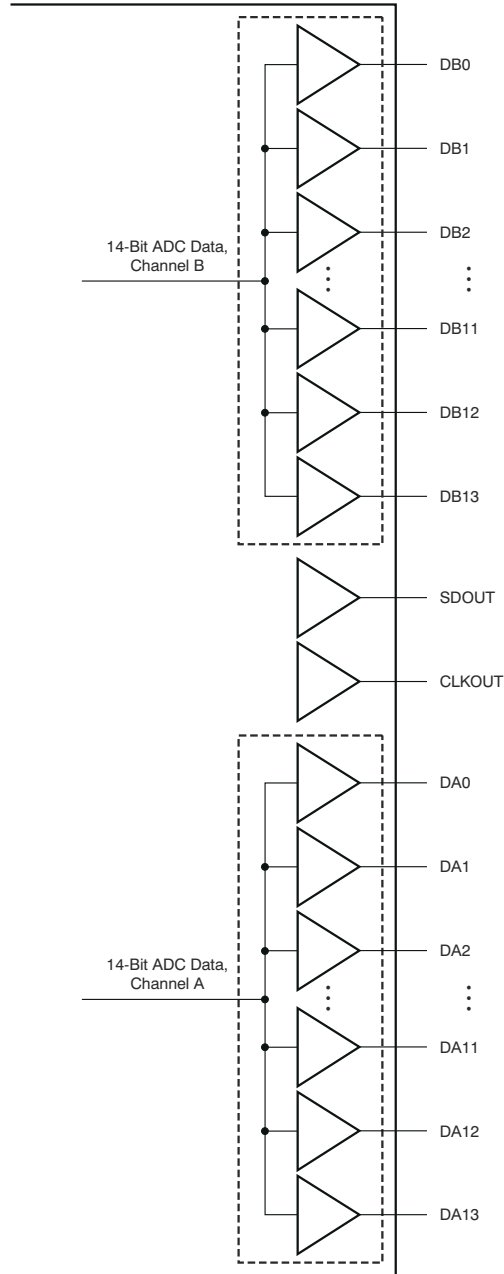 DB0
DB1
DB2
14-Bit ADC Data,
Channel B
DB11
DB12
DB13
SDOUT
CLKOUT
DA0
DA1
DA2
14-Bit ADC Data,
Channel A
DA11
DA12
DA13